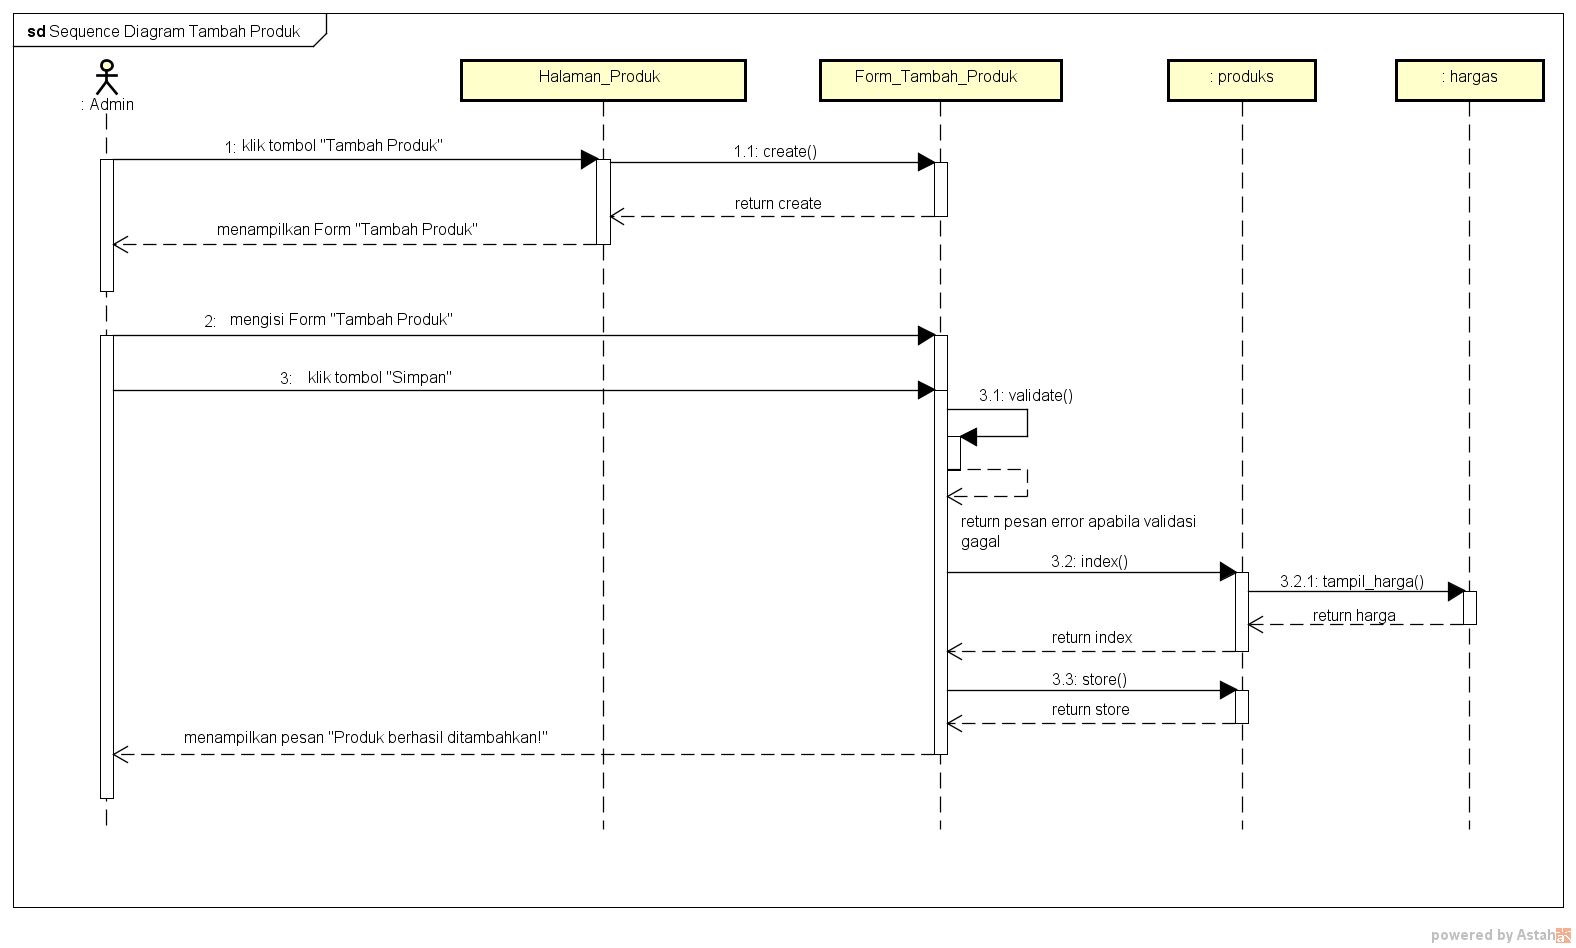 sd Sequence Diagram Tambah Produk
: Admin
Halaman_Produk
Form_Tambah_Produk
: produks
: hargas
1: klik tombol "Tambah Produk"
1.1: create()
return create
menampilkan Form "Tambah Produk"
2: mengisi Form "Tambah Produk"
3: klik tombol "Simpan"
3.1: validate()
return pesan error apabila validasi
gagal
3.2: index()
3.2.1: tampil_harga()
return harga
return index
3.3: store()
return store
menampilkan pesan "Produk berhasil ditambahkan!"
powered by Astah